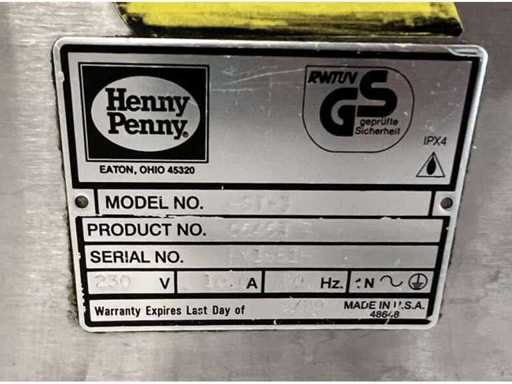 Henny
Penny®
EATON, OHIO 45320
RWTÜV
GS
geprüfte
Sicherheit
IPX4
MODEL NO.
PRODUCT NO.
SERIAL NO.
230 V A Hz. 1N
Warranty Expires Last Day of
MADE IN U.S.A.
48648